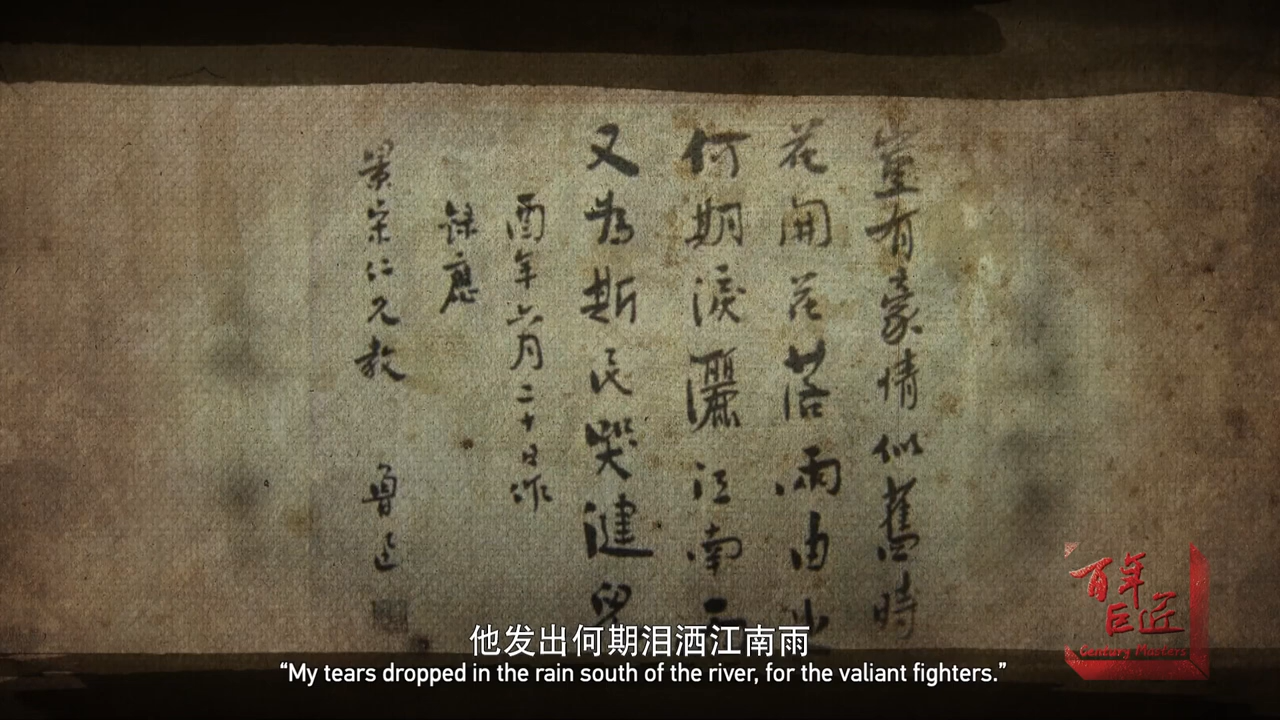 豈有豪情似舊時
花開花落兩由
何期淚灑江南
又為斯民哭健兒
酉年六月二十日作
錄應
景宋仁兄教 魯迅
百年
巨匠
Century Masters
他发出何期泪洒江南雨
“My tears dropped in the rain south of the river, for the valiant fighters.”